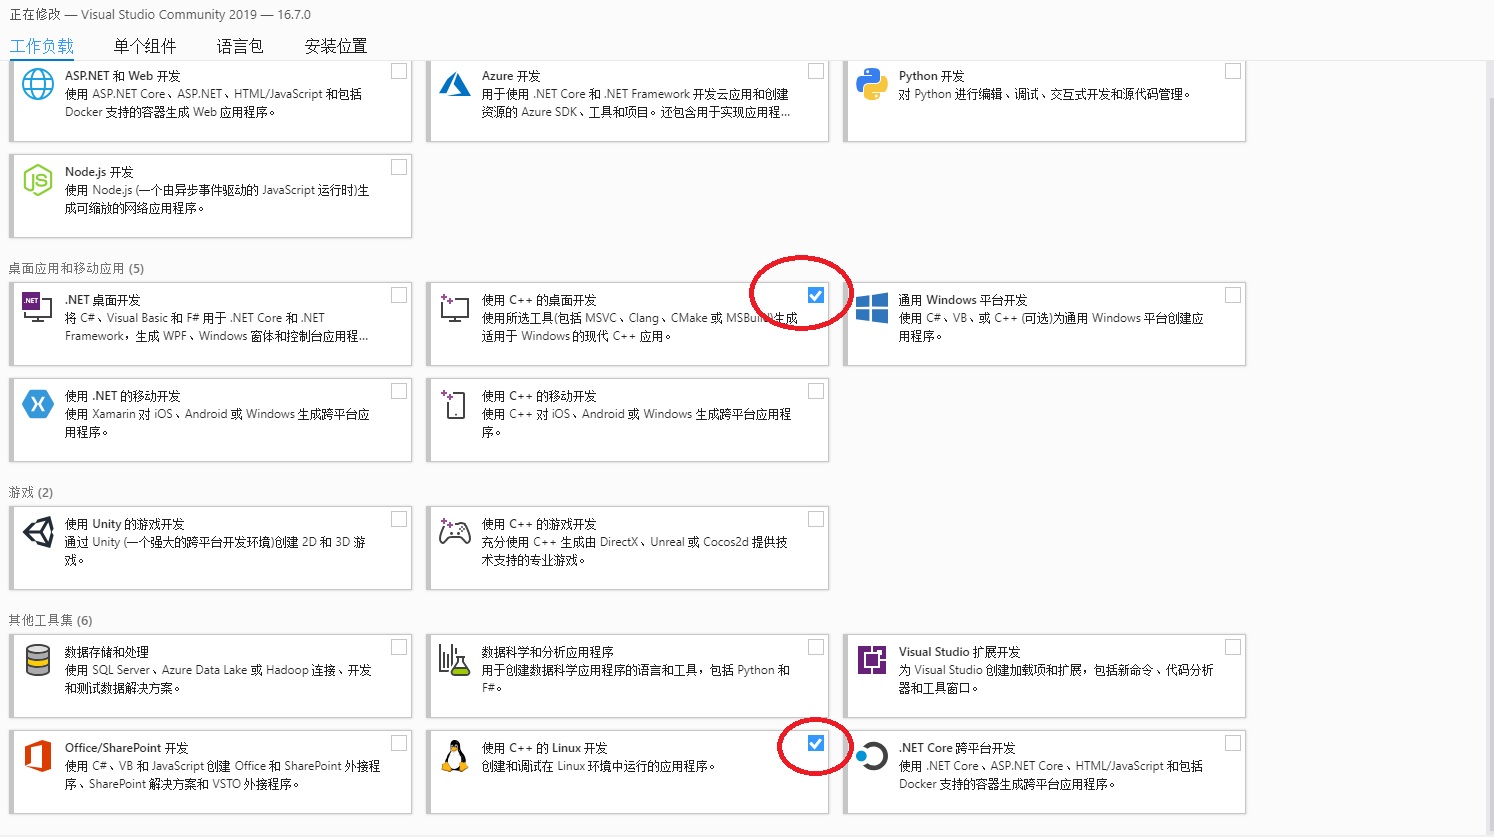 正在修改 — Visual Studio Community 2019 — 16.7.0
工作负载 单个组件 语言包 安装位置
ASP.NET 和 Web 开发
使用 ASP.NET Core、ASP.NET、HTML/JavaScript 和包括
Docker 支持的容器生成 Web 应用程序。
Azure 开发
用于使用 .NET Core 和 .NET Framework 开发云应用和创建
资源的 Azure SDK、工具和项目。还包含用于实现应用程...
Python 开发
对 Python 进行编辑、调试、交互式开发和源代码管理。
Node.js 开发
使用 Node.js (一个由异步事件驱动的 JavaScript 运行时)生
成可缩放的网络应用程序。
桌面应用和移动应用 (5)
.NET
.NET 桌面开发
将 C#、Visual Basic 和 F# 用于 .NET Core 和 .NET
Framework，生成 WPF、Windows 窗体和控制台应用程...
使用 C++ 的桌面开发
使用所选工具(包括 MSVC、Clang、CMake 或 MSBuild)生成
适用于 Windows 的现代 C++ 应用。
通用 Windows 平台开发
使用 C#、VB、或 C++ (可选)为通用 Windows 平台创建应
用程序。
使用 .NET 的移动开发
使用 Xamarin 对 iOS、Android 或 Windows 生成跨平台应
用程序。
使用 C++ 的移动开发
使用 C++ 对 iOS、Android 或 Windows 生成跨平台应用程
序。
游戏 (2)
使用 Unity 的游戏开发
通过 Unity (一个强大的跨平台开发环境)创建 2D 和 3D 游
戏。
使用 C++ 的游戏开发
充分使用 C++ 生成由 DirectX、Unreal 或 Cocos2d 提供技
术支持的专业游戏。
其他工具集 (6)
数据存储和处理
使用 SQL Server、Azure Data Lake 或 Hadoop 连接、开发
和测试数据解决方案。
数据科学和分析应用程序
用于创建数据科学应用程序的语言和工具，包括 Python 和
F#。
Visual Studio 扩展开发
为 Visual Studio 创建加载项和扩展，包括新命令、代码分析
器和工具窗口。
Office/SharePoint 开发
使用 C#、VB 和 JavaScript 创建 Office 和 SharePoint 外接程
序、SharePoint 解决方案和 VSTO 外接程序。
使用 C++ 的 Linux 开发
创建和调试在 Linux 环境中运行的应用程序。
.NET Core 跨平台开发
使用 .NET Core、ASP.NET Core、HTML/JavaScript 和包括
Docker 支持的容器生成跨平台应用程序。